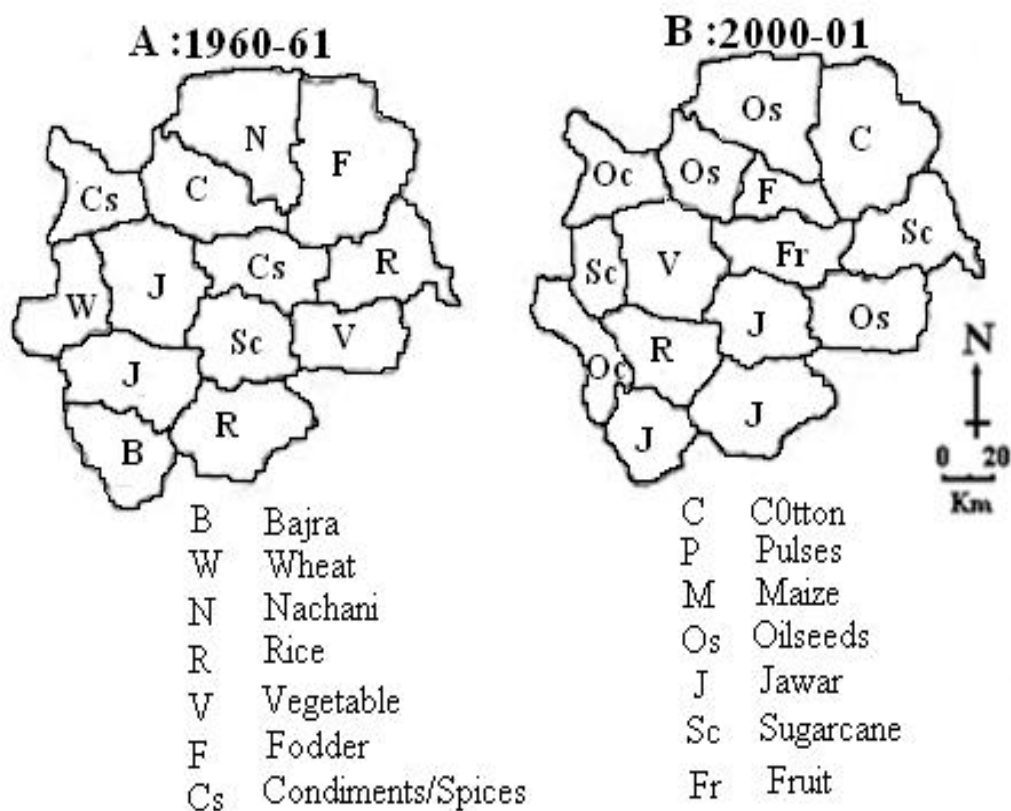 A :1960-61
N
F
Cs
C
W
J
Cs
R
J
Sc
V
B
R
B :2000-01
Os
C
Oc
Os
F
Sc
Sc
V
Fr
R
J
Os
Oc
J
J
N
0 20
Km
B Bajra
W Wheat
N Nachani
R Rice
V Vegetable
F Fodder
Cs Condiments/Spices
C C0tton
P Pulses
M Maize
Os Oilseeds
J Jawar
Sc Sugarcane
Fr Fruit